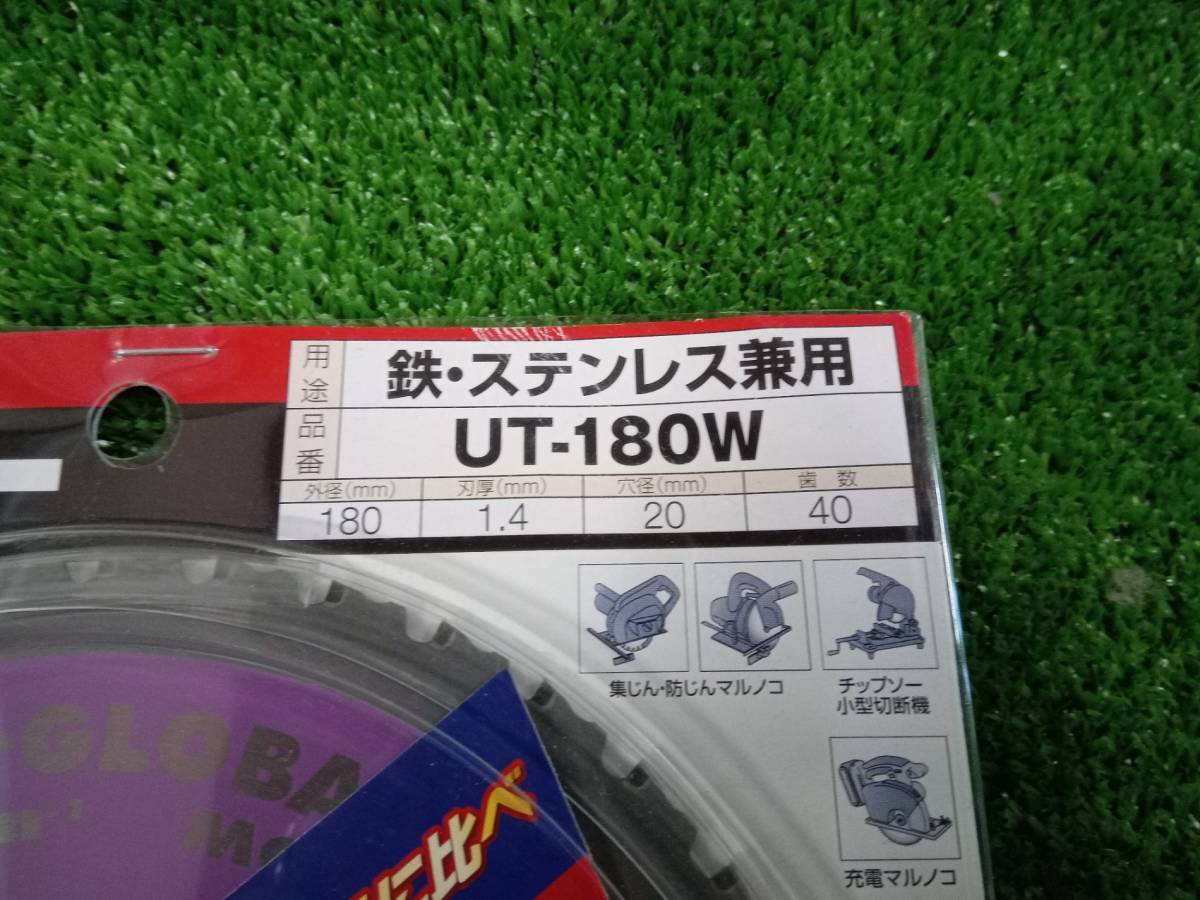 用途 鉄・ステンレス兼用
品番 UT-180W
外径(mm) 刃厚(mm) 穴径(mm) 歯数
180 1.4 20 40
集じん・防じんマルノコ
チップソー
小型切断機
充電マルノコ
GLOBA
に比べ